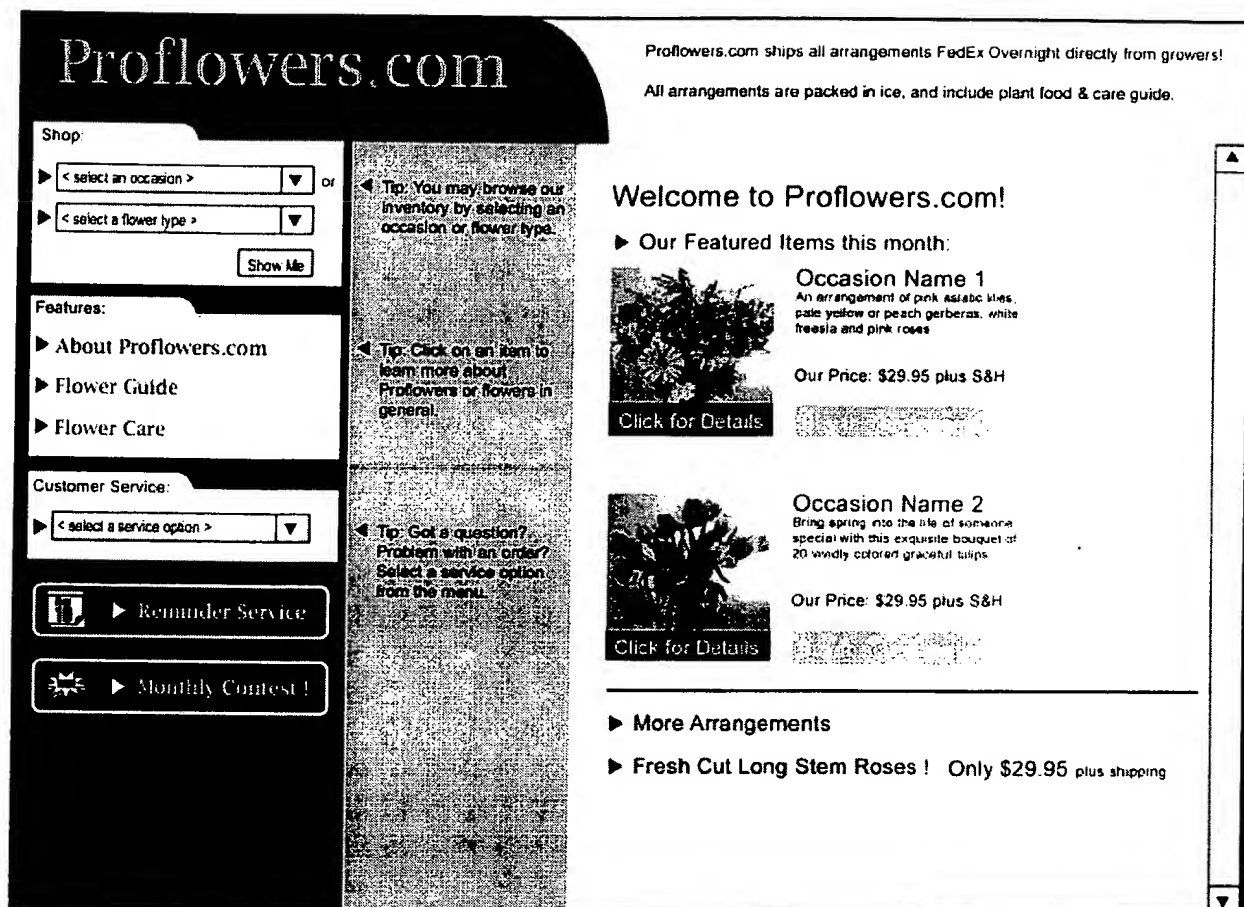 Proflowers.com
Proflowers.com ships all arrangements FedEx Overnight directly from growers!
All arrangements are packed in ice, and include plant food & care guide.
Shop:
< select an occasion >
or
< select a flower type >
Show Me
Tip: You may browse our
inventory by selecting an
occasion or flower type.
Features:
About Proflowers.com
Flower Guide
Flower Care
Tip: Click on an item to
learn more about
Proflowers or flowers in
general.
Customer Service:
< select a service option >
Tip: Got a question?
Problem with an order?
Select a service option
from the menu.
Reminder Service
Monthly Contest !
Welcome to Proflowers.com!
Our Featured Items this month:
Occasion Name 1
An arrangement of pink asiatic lilies,
pale yellow or peach gerberas, white
freesia and pink roses
Our Price: $29.95 plus S&H
Click for Details
Occasion Name 2
Bring spring into the life of someone
special with this exquisite bouquet of
20 vividly colored graceful tulips
Our Price: $29.95 plus S&H
Click for Details
More Arrangements
Fresh Cut Long Stem Roses ! Only $29.95 plus shipping